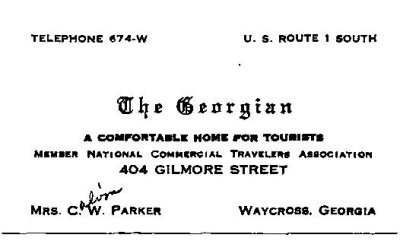 TELEPHONE 674-W U. S. ROUTE 1 SOUTH
The Georgian
A COMFORTABLE HOME FOR TOURISTS
MEMBER NATIONAL COMMERCIAL TRAVELERS ASSOCIATION
404 GILMORE STREET
alvin
MRS. C. W. PARKER WAYCROSS, GEORGIA